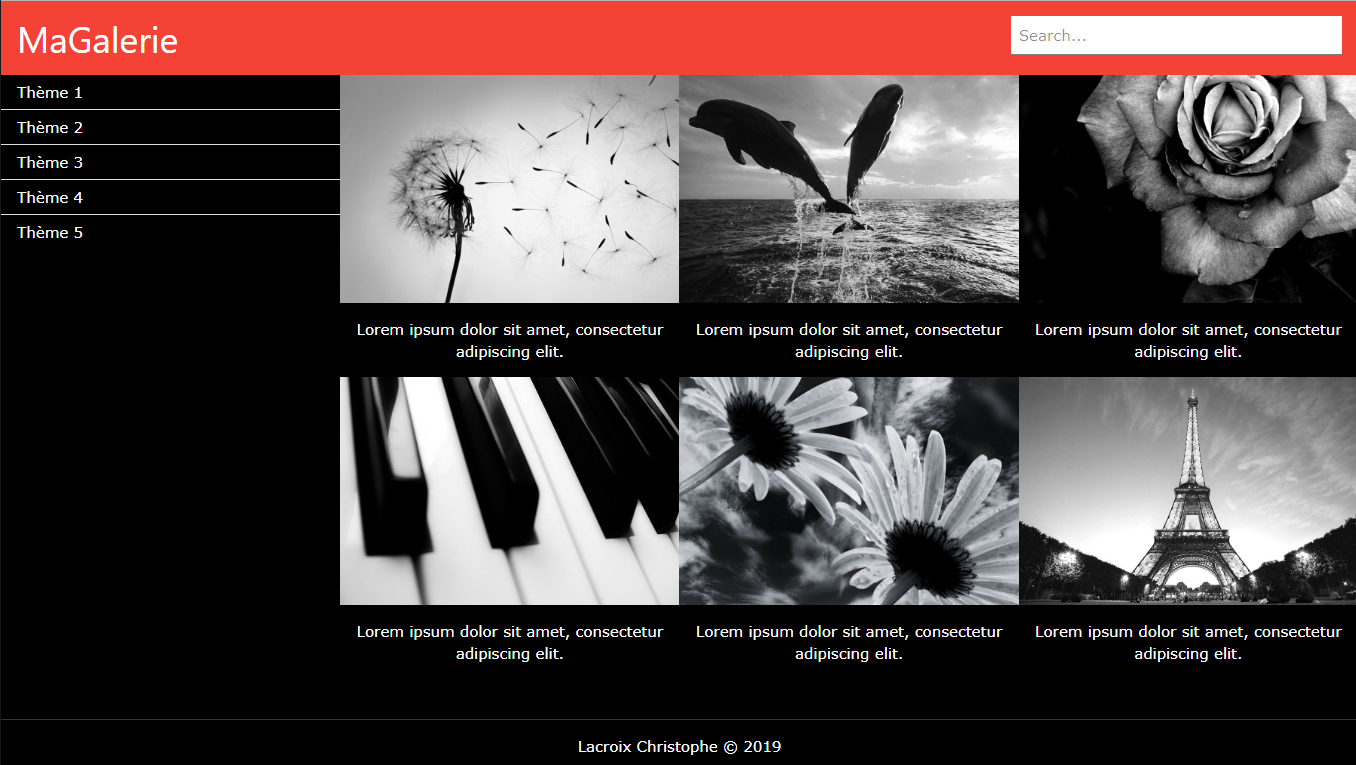 MaGalerie
Search...
Thème 1
Thème 2
Thème 3
Thème 4
Thème 5
Lorem ipsum dolor sit amet, consectetur
adipiscing elit.
Lorem ipsum dolor sit amet, consectetur
adipiscing elit.
Lorem ipsum dolor sit amet, consectetur
adipiscing elit.
Lorem ipsum dolor sit amet, consectetur
adipiscing elit.
Lorem ipsum dolor sit amet, consectetur
adipiscing elit.
Lorem ipsum dolor sit amet, consectetur
adipiscing elit.
Lacroix Christophe © 2019